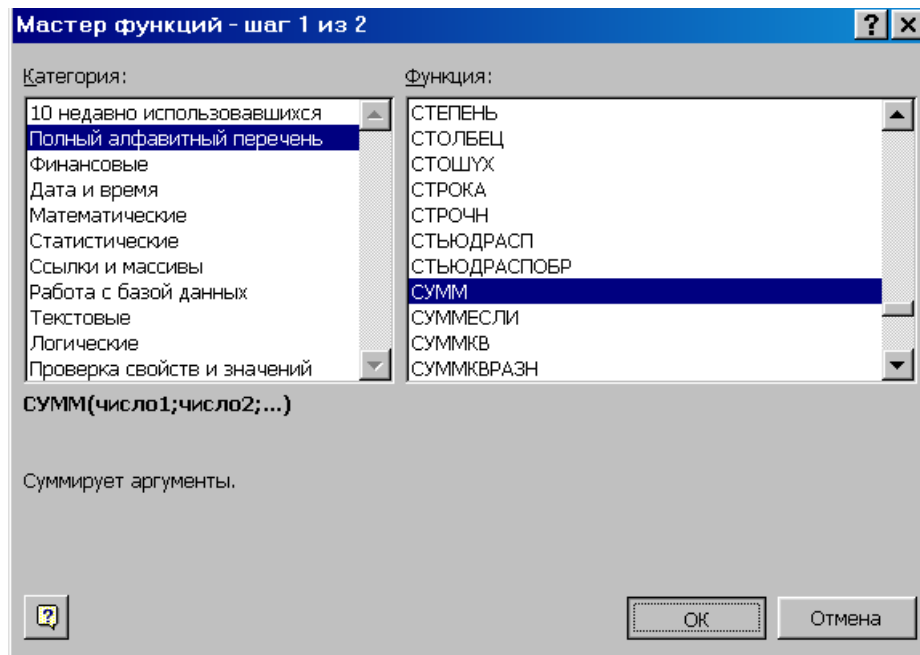 Мастер функций - шаг 1 из 2
Категория:
10 недавно использовавшихся
Полный алфавитный перечень
Финансовые
Дата и время
Математические
Статистические
Ссылки и массивы
Работа с базой данных
Текстовые
Логические
Проверка свойств и значений
Функция:
СТЕПЕНЬ
СТОЛБЕЦ
СТОШYX
СТРОКА
СТРОЧН
СТЬЮДРАСП
СТЬЮДРАСПОБР
СУММ
СУММЕСЛИ
СУММКВ
СУММКВРАЗН
СУММ(число1;число2;...)
Суммирует аргументы.
ОК
Отмена